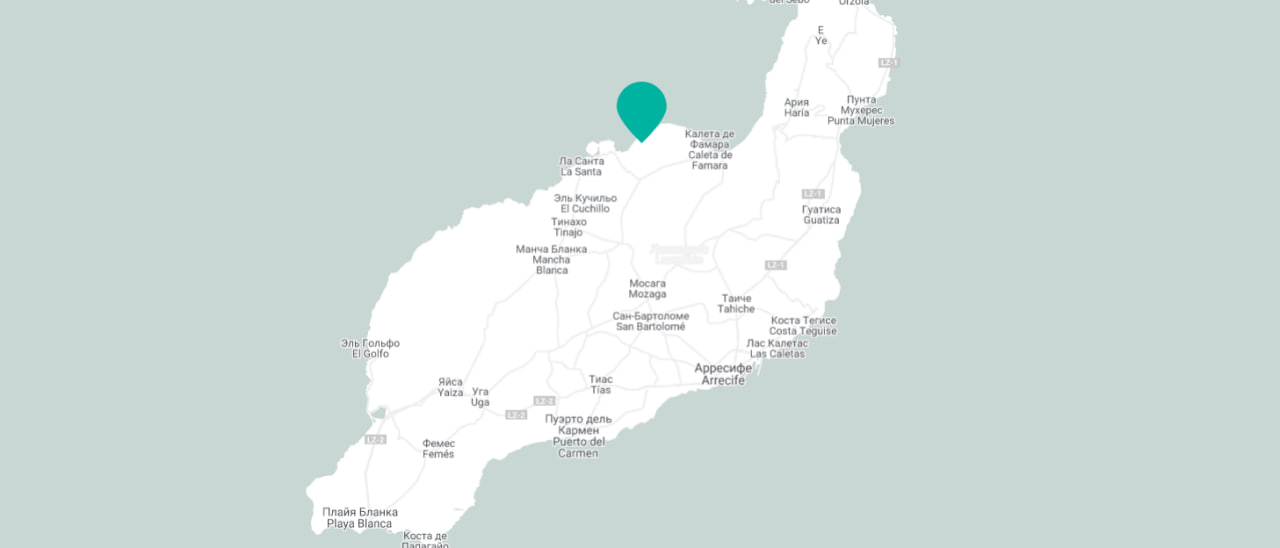 del Sebo
Órzola
E
Ye
LZ-1
Ария
Haría
Пунта
Мухерес
Punta Mujeres
Калета де
Фамара
Caleta de
Famara
Ла Санта
La Santa
Эль Кучильо
El Cuchillo
LZ-1
Гуатиса
Guatiza
Тинахо
Tinajo
Манча Бланка
Mancha
Blanca
LZ-1
Мосага
Mozaga
Таиче
Tahiche
Сан-Бартоломе
San Bartolomé
Коста Тегисе
Costa Teguise
Эль Гольфо
El Golfo
Лас Калетас
Las Caletas
Арресифе
Arrecife
Яйса
Yaiza
Уга
Uga
Тиас
Tías
LZ-2
LZ-2
Пуэрто дель
Кармен
Puerto del
Carmen
LZ-2
Фемес
Femés
Плайя Бланка
Playa Blanca
Коста де
Папагайо